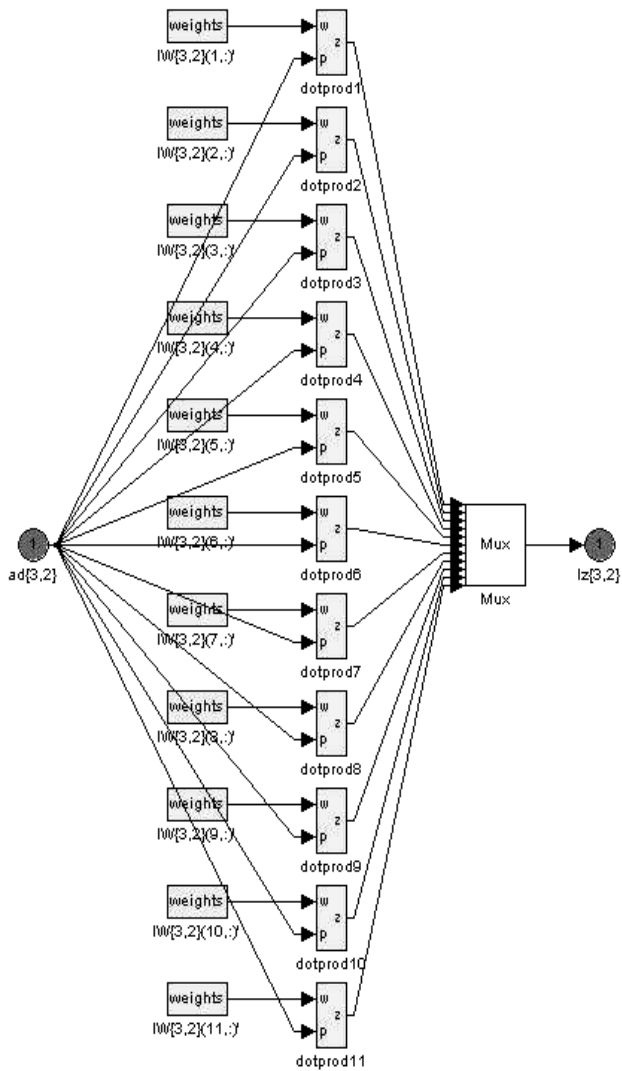 weights
w
z
IW[3,2](1,:)'
p
dotprod1
weights
w
z
IW[3,2](2,:)'
p
dotprod2
weights
w
z
IW[3,2](3,:)'
p
dotprod3
weights
w
z
IW[3,2](4,:)'
p
dotprod4
weights
w
z
IW[3,2](5,:)'
p
dotprod5
weights
w
z
IW[3,2](6,:)'
p
dotprod6
1
ad{3,2}
Mux
Mux
1
lz{3,2}
weights
w
z
IW[3,2](7,:)'
p
dotprod7
weights
w
z
IW[3,2](8,:)'
p
dotprod8
weights
w
z
IW[3,2](9,:)'
p
dotprod9
weights
w
z
IW[3,2](10,:)'
p
dotprod10
weights
w
z
IW[3,2](11,:)'
p
dotprod11